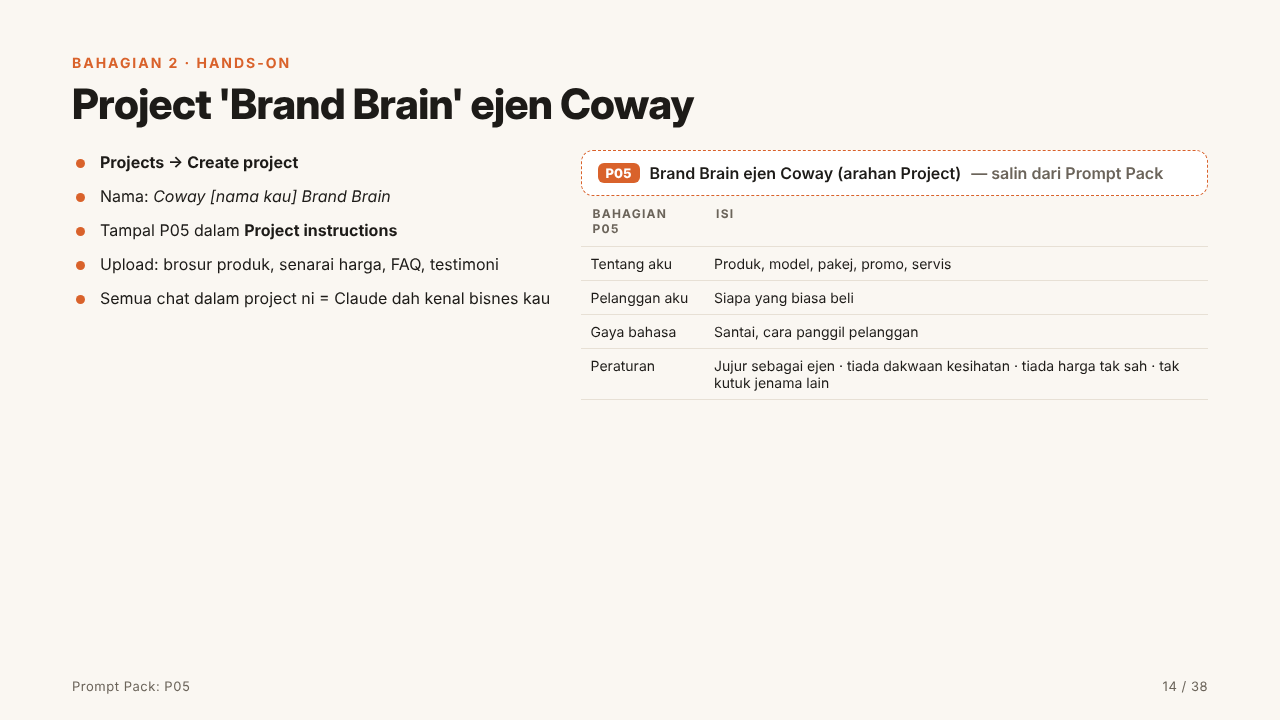 BAHAGIAN 2 · HANDS-ON
Project 'Brand Brain' ejen Coway
Projects → Create project
Nama: Coway [nama kau] Brand Brain
Tampal P05 dalam Project instructions
Upload: brosur produk, senarai harga, FAQ, testimoni
Semua chat dalam project ni = Claude dah kenal bisnes kau
P05 Brand Brain ejen Coway (arahan Project) — salin dari Prompt Pack
BAHAGIAN P05 ISI
Tentang aku Produk, model, pakej, promo, servis
Pelanggan aku Siapa yang biasa beli
Gaya bahasa Santai, cara panggil pelanggan
Peraturan Jujur sebagai ejen · tiada dakwaan kesihatan · tiada harga tak sah · tak
kutuk jenama lain
Prompt Pack: P05
14 / 38